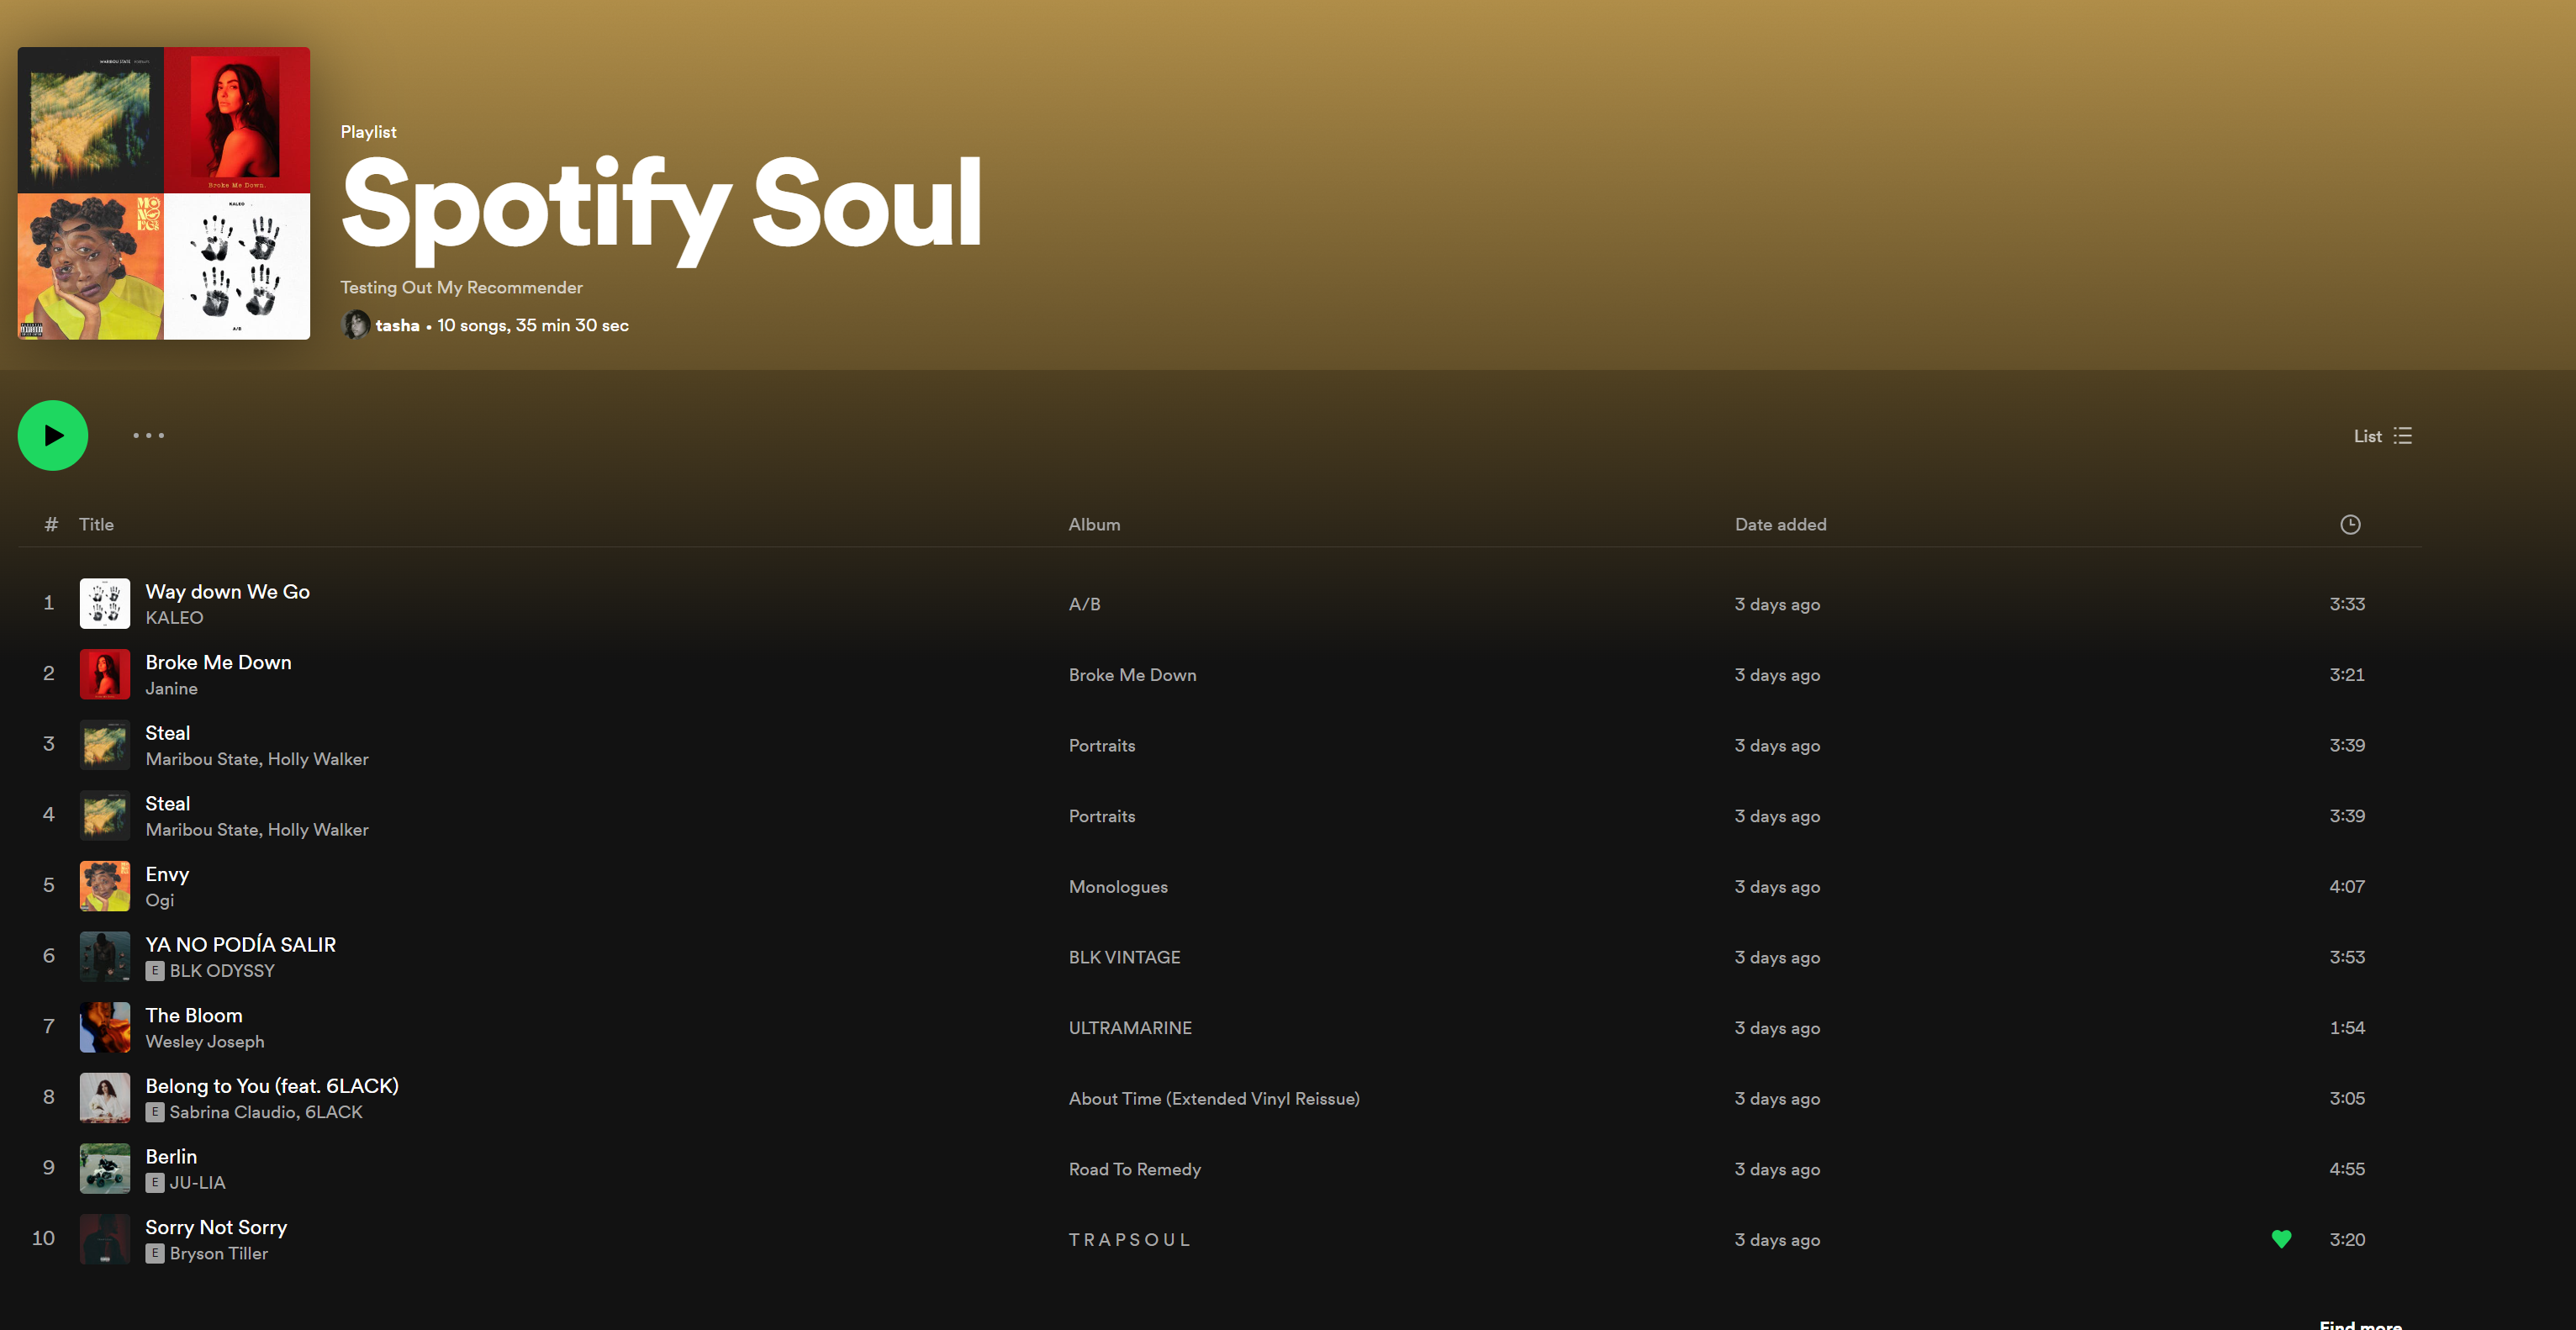 MARIBOU STATE PORTRAITS
Broke Me Down.
KALEO
A/B
Playlist
Spotify Soul
Testing Out My Recommender
tasha • 10 songs, 35 min 30 sec
List
# Title Album Date added
1 Way down We Go A/B 3 days ago 3:33
KALEO
2 Broke Me Down Broke Me Down 3 days ago 3:21
Janine
3 Steal Portraits 3 days ago 3:39
Maribou State, Holly Walker
4 Steal Portraits 3 days ago 3:39
Maribou State, Holly Walker
5 Envy Monologues 3 days ago 4:07
Ogi
6 YA NO PODÍA SALIR BLK VINTAGE 3 days ago 3:53
E BLK ODYSSY
7 The Bloom ULTRAMARINE 3 days ago 1:54
Wesley Joseph
8 Belong to You (feat. 6LACK) About Time (Extended Vinyl Reissue) 3 days ago 3:05
E Sabrina Claudio, 6LACK
9 Berlin Road To Remedy 3 days ago 4:55
E JU-LIA
10 Sorry Not Sorry T R A P S O U L 3 days ago 3:20
E Bryson Tiller
Find more